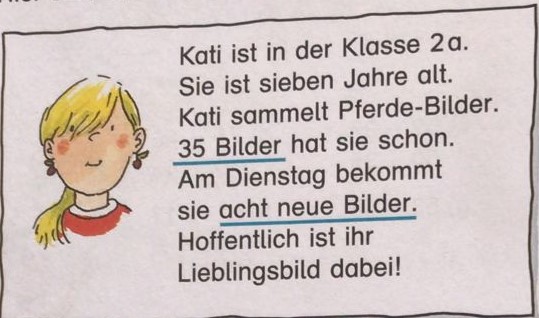 Kati ist in der Klasse 2a.
Sie ist sieben Jahre alt.
Kati sammelt Pferde-Bilder.
35 Bilder hat sie schon.
Am Dienstag bekommt
sie acht neue Bilder.
Hoffentlich ist ihr
Lieblingsbild dabei!